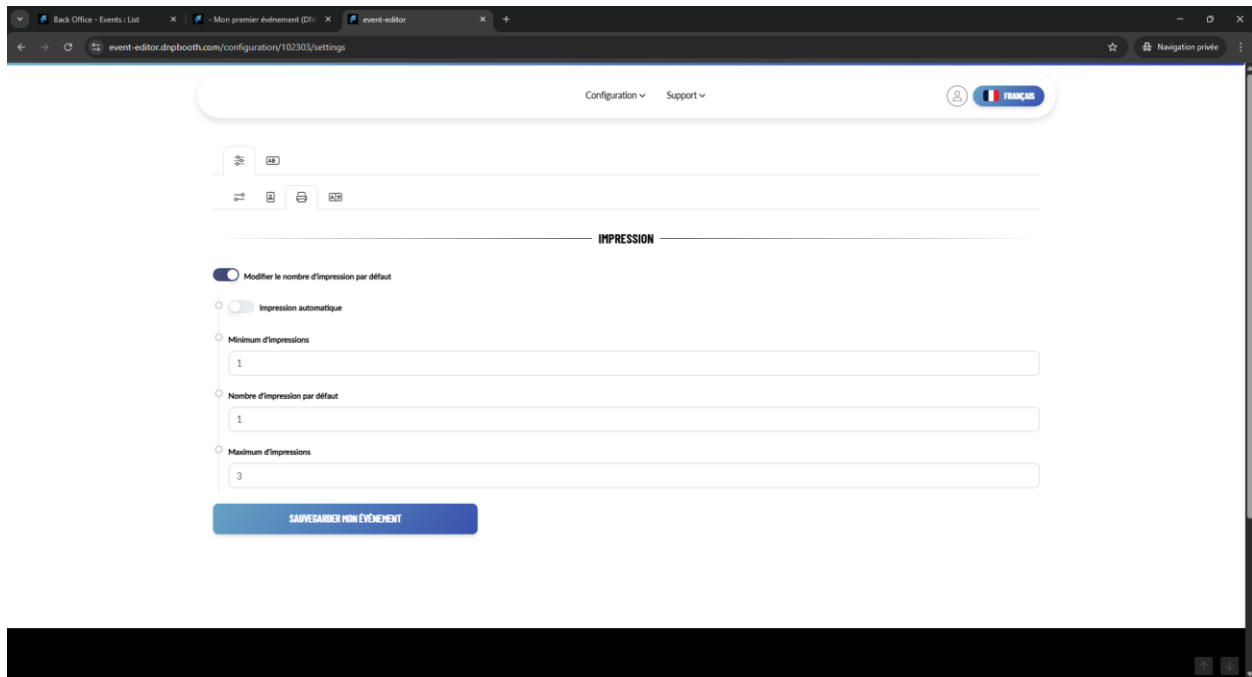 Back Office - Events : List
- Mon premier événement (DN
event-editor
event-editor.dnpbooth.com/configuration/102303/settings
Navigation privée
Configuration
Support
FRANÇAIS
AB
IMPRESSION
Modifier le nombre d'impression par défaut
Impression automatique
Minimum d'impressions
1
Nombre d'impression par défaut
1
Maximum d'impressions
3
SAUVEGARDER MON ÉVÉNEMENT